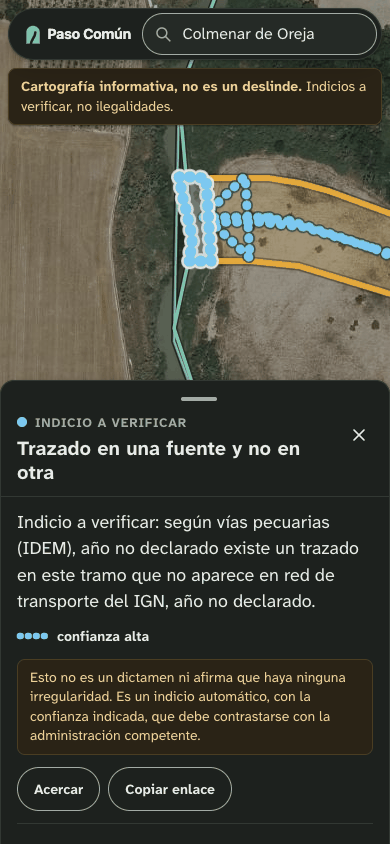 Paso Común
Colmenar de Oreja
Cartografía informativa, no es un deslinde. Indicios a
verificar, no ilegalidades.
INDICIO A VERIFICAR
Trazado en una fuente y no en
otra
Indicio a verificar: según vías pecuarias
(IDEM), año no declarado existe un trazado
en este tramo que no aparece en red de
transporte del IGN, año no declarado.
confianza alta
Esto no es un dictamen ni afirma que haya ninguna
irregularidad. Es un indicio automático, con la
confianza indicada, que debe contrastarse con la
administración competente.
Acercar
Copiar enlace